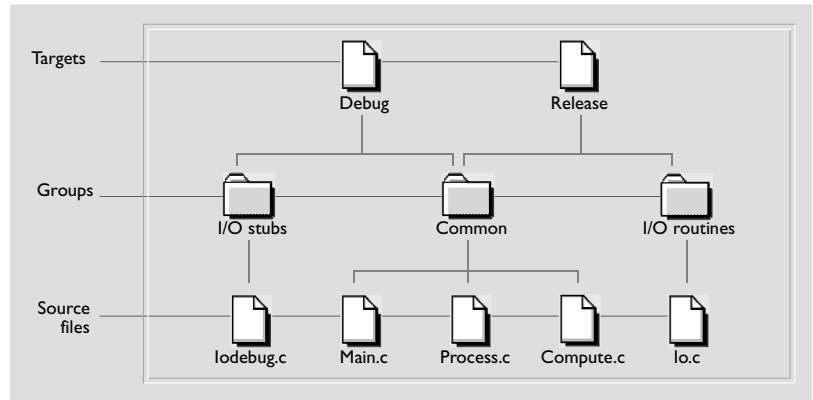 Targets
Debug
Release
Groups
I/O stubs
Common
I/O routines
Source
files
Iodebug.c
Main.c
Process.c
Compute.c
Io.c